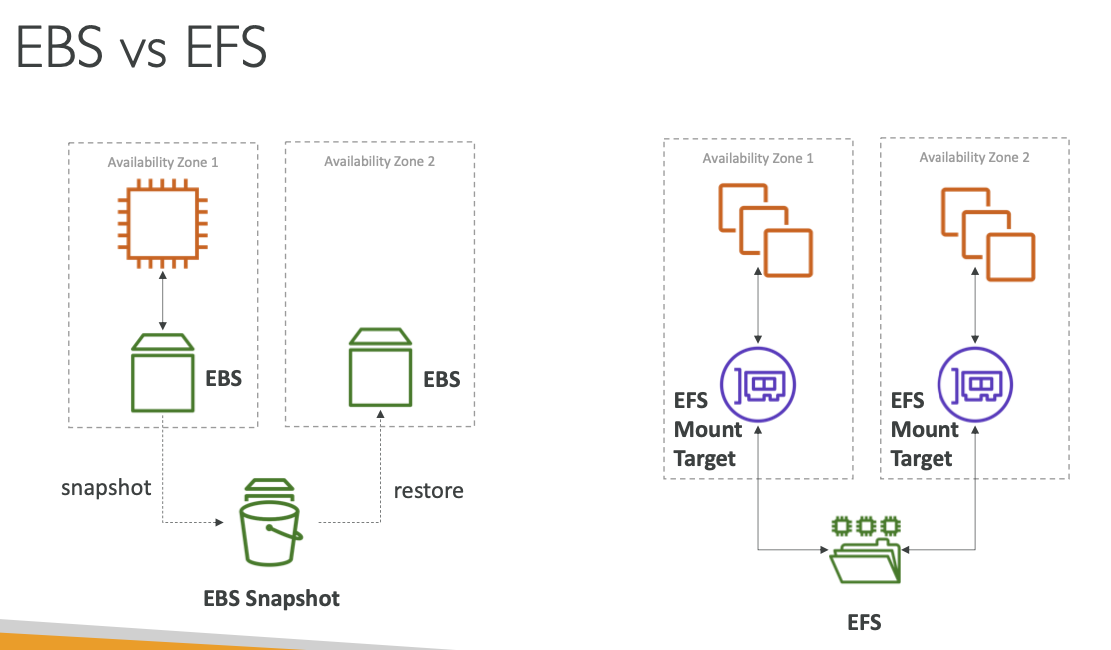 EBS vs EFS
Availability Zone 1
Availability Zone 2
EBS
EBS
snapshot
restore
EBS Snapshot
Availability Zone 1
Availability Zone 2
EFS
Mount
Target
EFS
Mount
Target
EFS